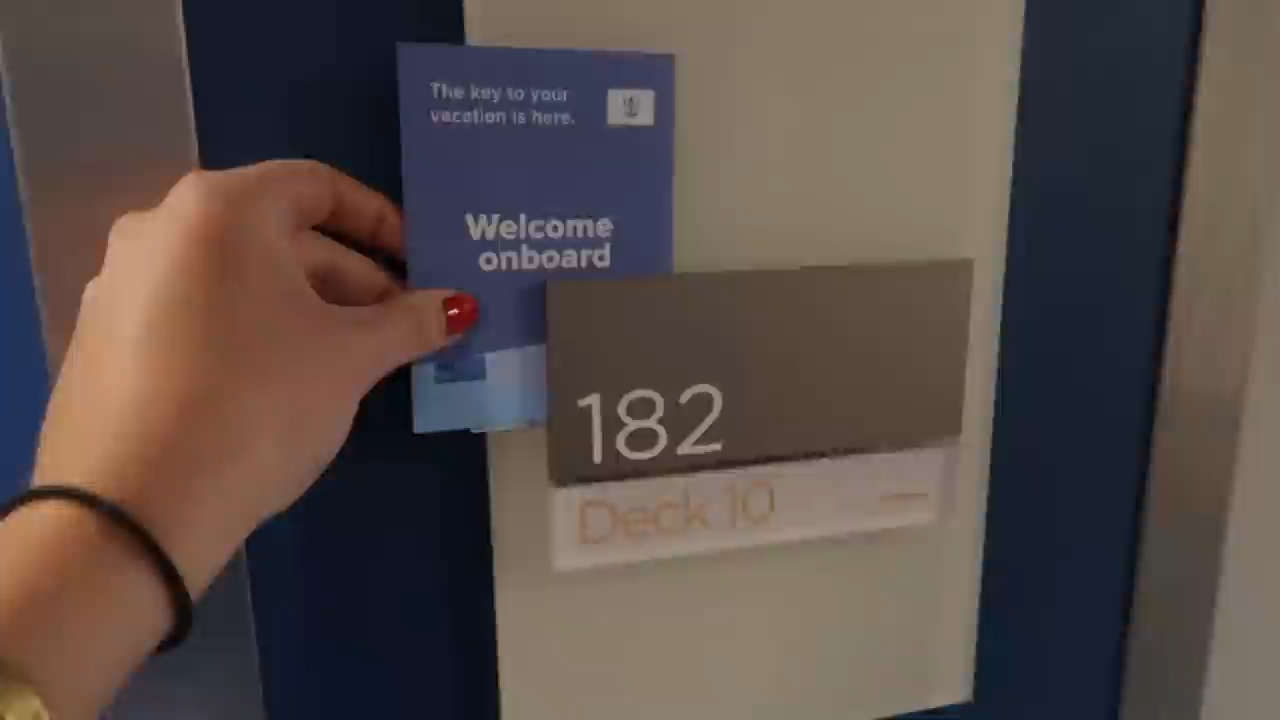 The key to your
vacation is here.
Welcome
onboard
182
Deck 10